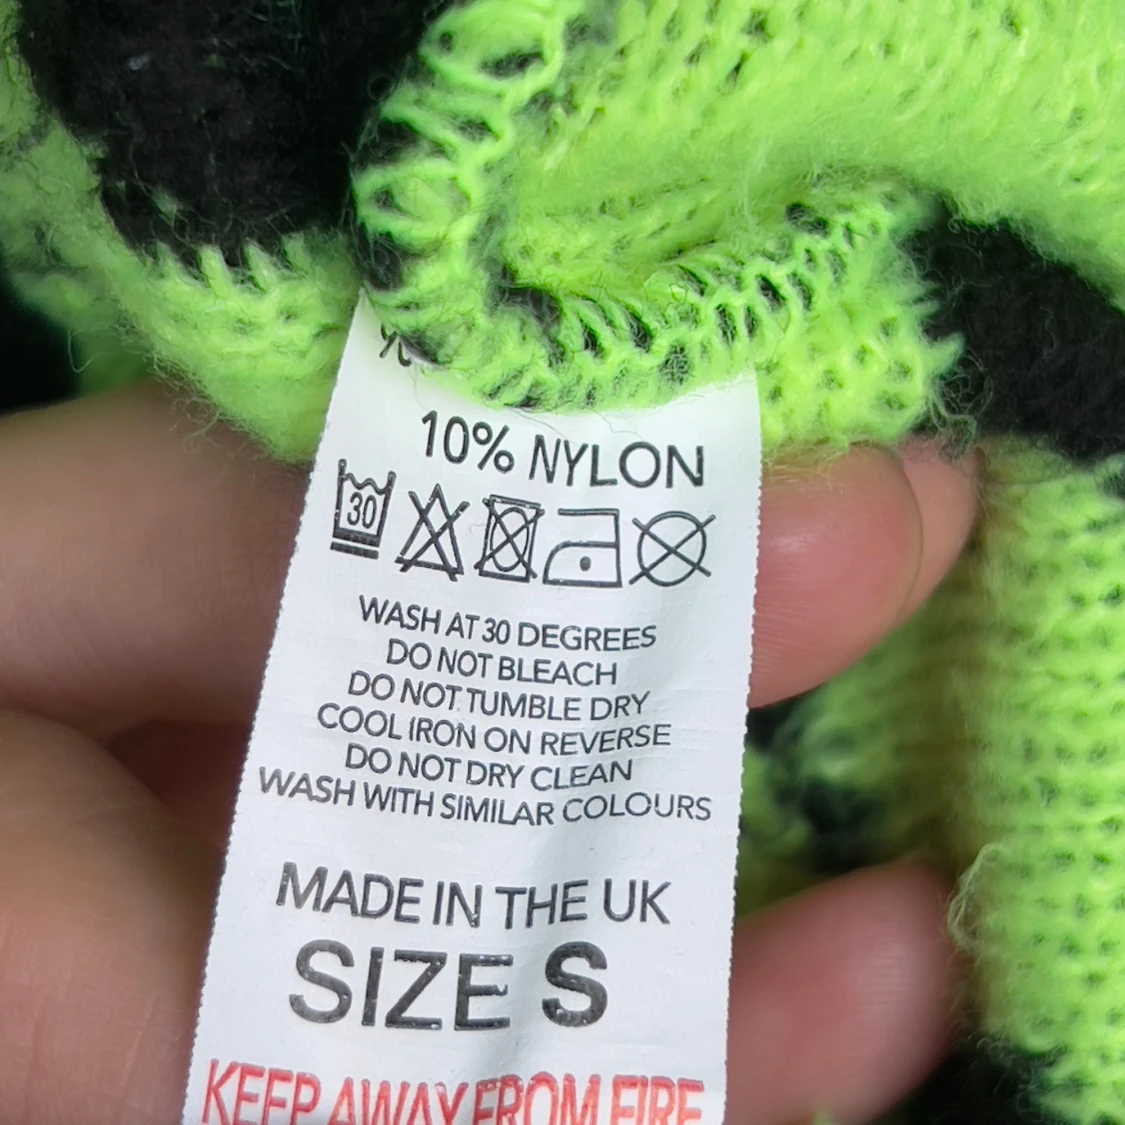 10% NYLON
30
WASH AT 30 DEGREES
DO NOT BLEACH
DO NOT TUMBLE DRY
COOL IRON ON REVERSE
DO NOT DRY CLEAN
WASH WITH SIMILAR COLOURS
MADE IN THE UK
SIZE S
KEEP AWAY FROM FIRE